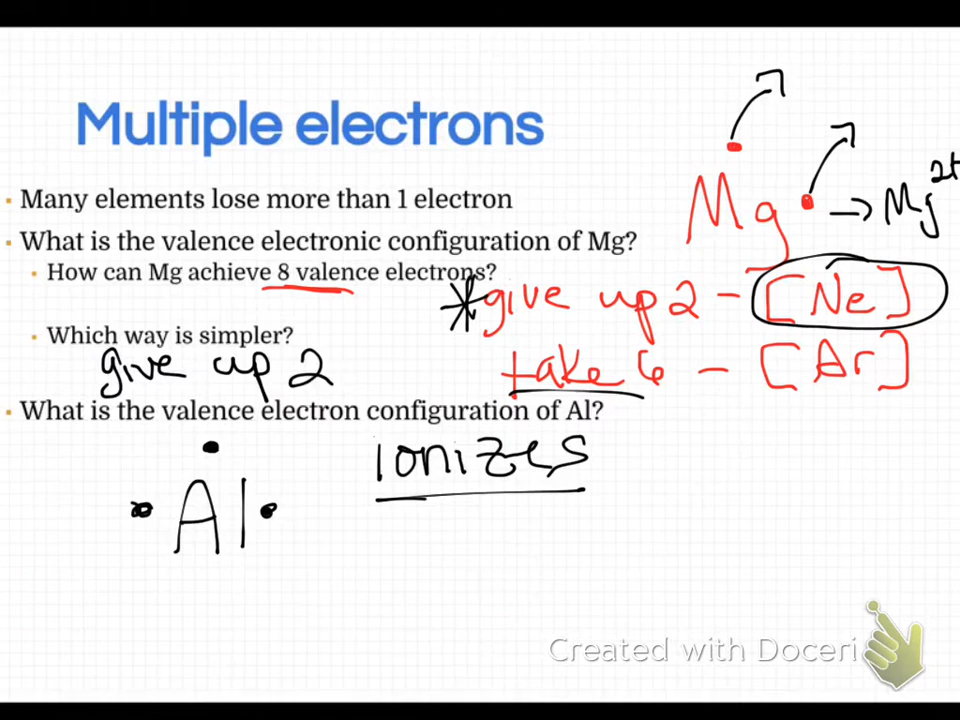 Multiple electrons
Many elements lose more than 1 electron
Mg → Mg2+
What is the valence electronic configuration of Mg?
How can Mg achieve 8 valence electrons?
*give up 2 - [Ne]
Which way is simpler?
give up 2
take 6 - [Ar]
What is the valence electron configuration of Al?
ionizes
Al
Created with Doceri